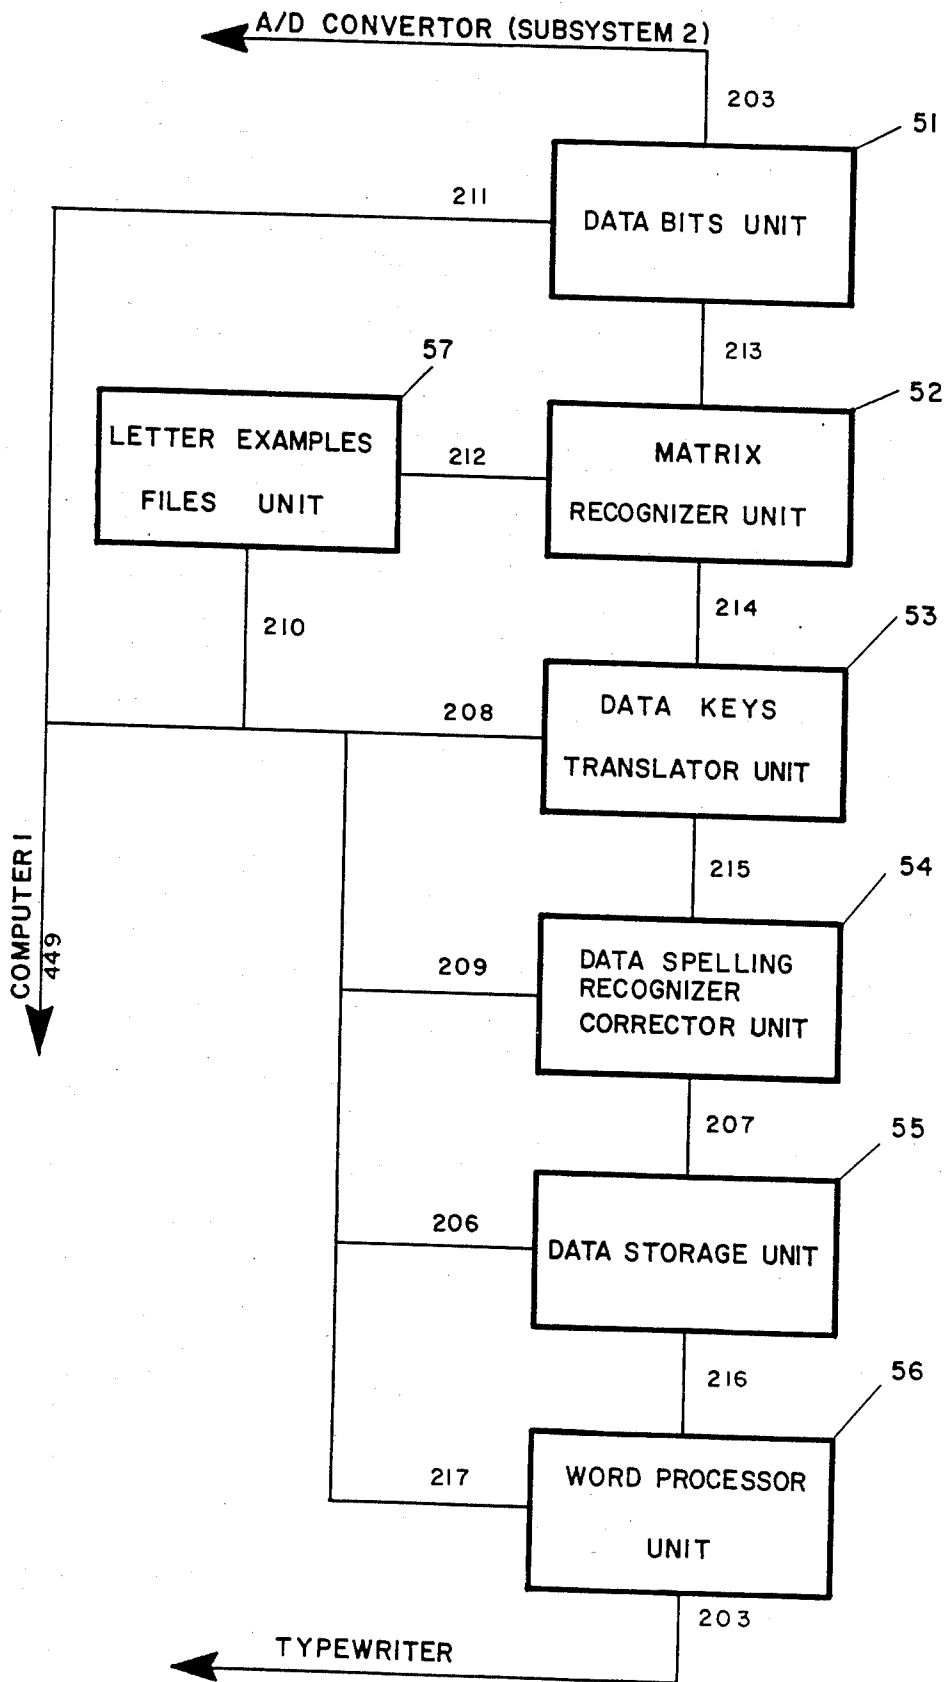 A/D CONVERTOR (SUBSYSTEM 2)
203
51
211
DATA BITS UNIT
213
57
52
LETTER EXAMPLES
FILES UNIT
212
MATRIX
RECOGNIZER UNIT
214
210
53
208
DATA KEYS
TRANSLATOR UNIT
COMPUTER I
449
215
54
209
DATA SPELLING
RECOGNIZER
CORRECTOR UNIT
207
55
206
DATA STORAGE UNIT
216
56
217
WORD PROCESSOR
UNIT
203
TYPEWRITER